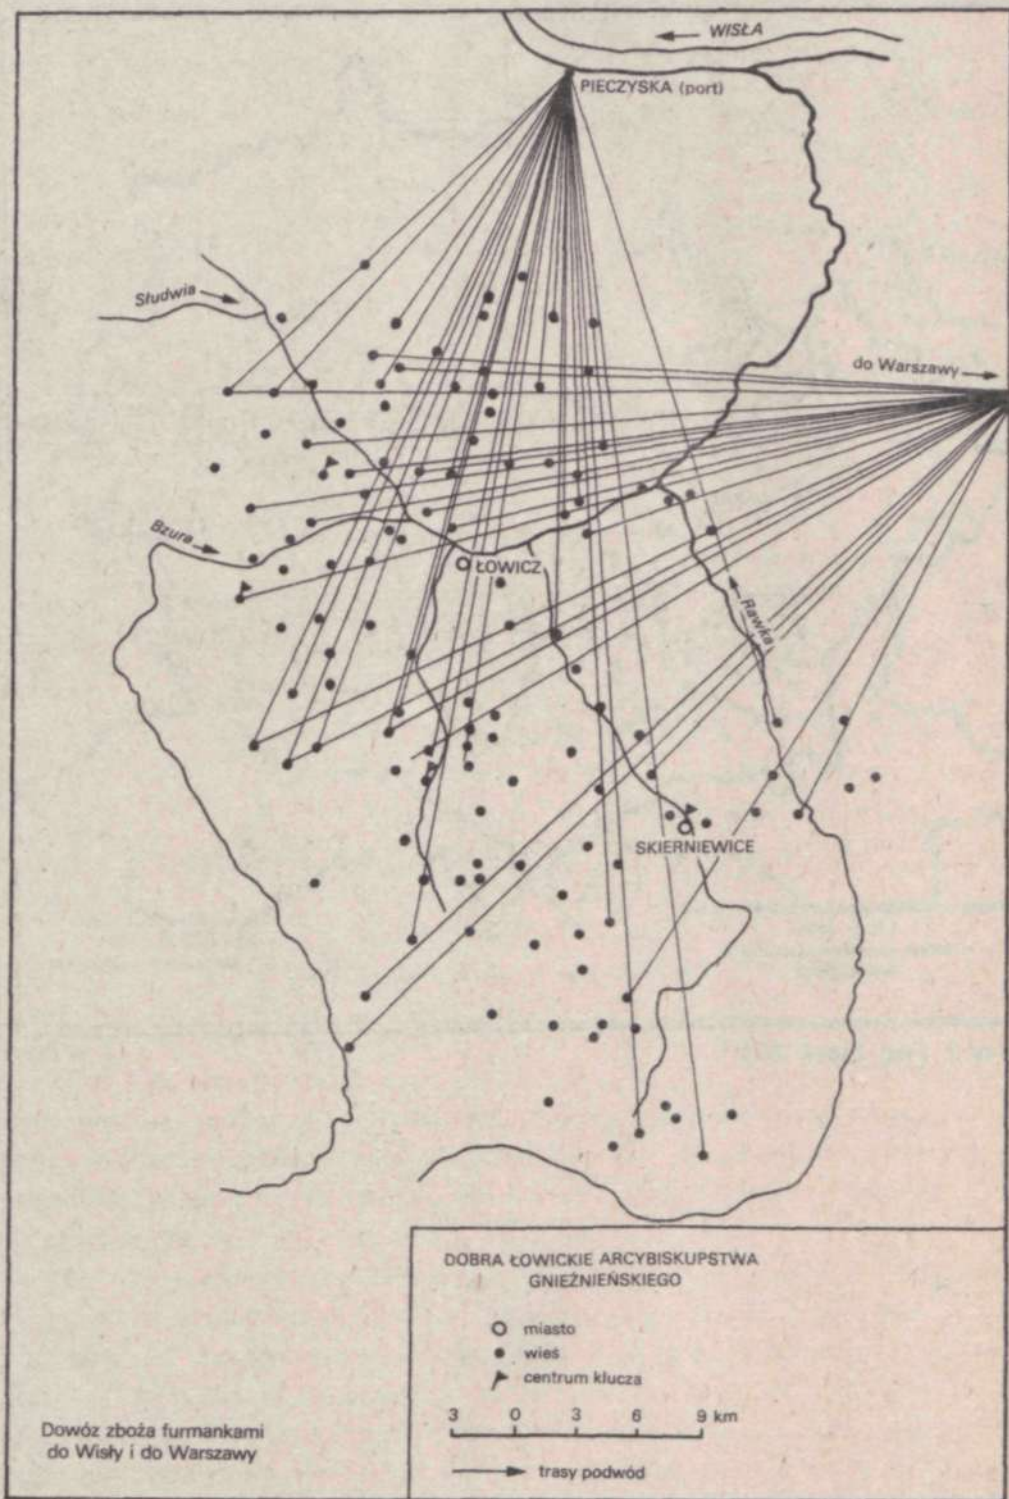 WISŁA
PIECZYSKA (port)
Słudwia
do Warszawy
Bzura
ŁOWICZ
Rawka
SKIERNIEWICE
DOBRA ŁOWICKIE ARCYBISKUPSTWA
GNIEŹNIEŃSKIEGO
miasto
wieś
centrum klucza
3 0 3 6 9 km
trasy podwód
Dowóz zboża furmankami
do Wisły i do Warszawy